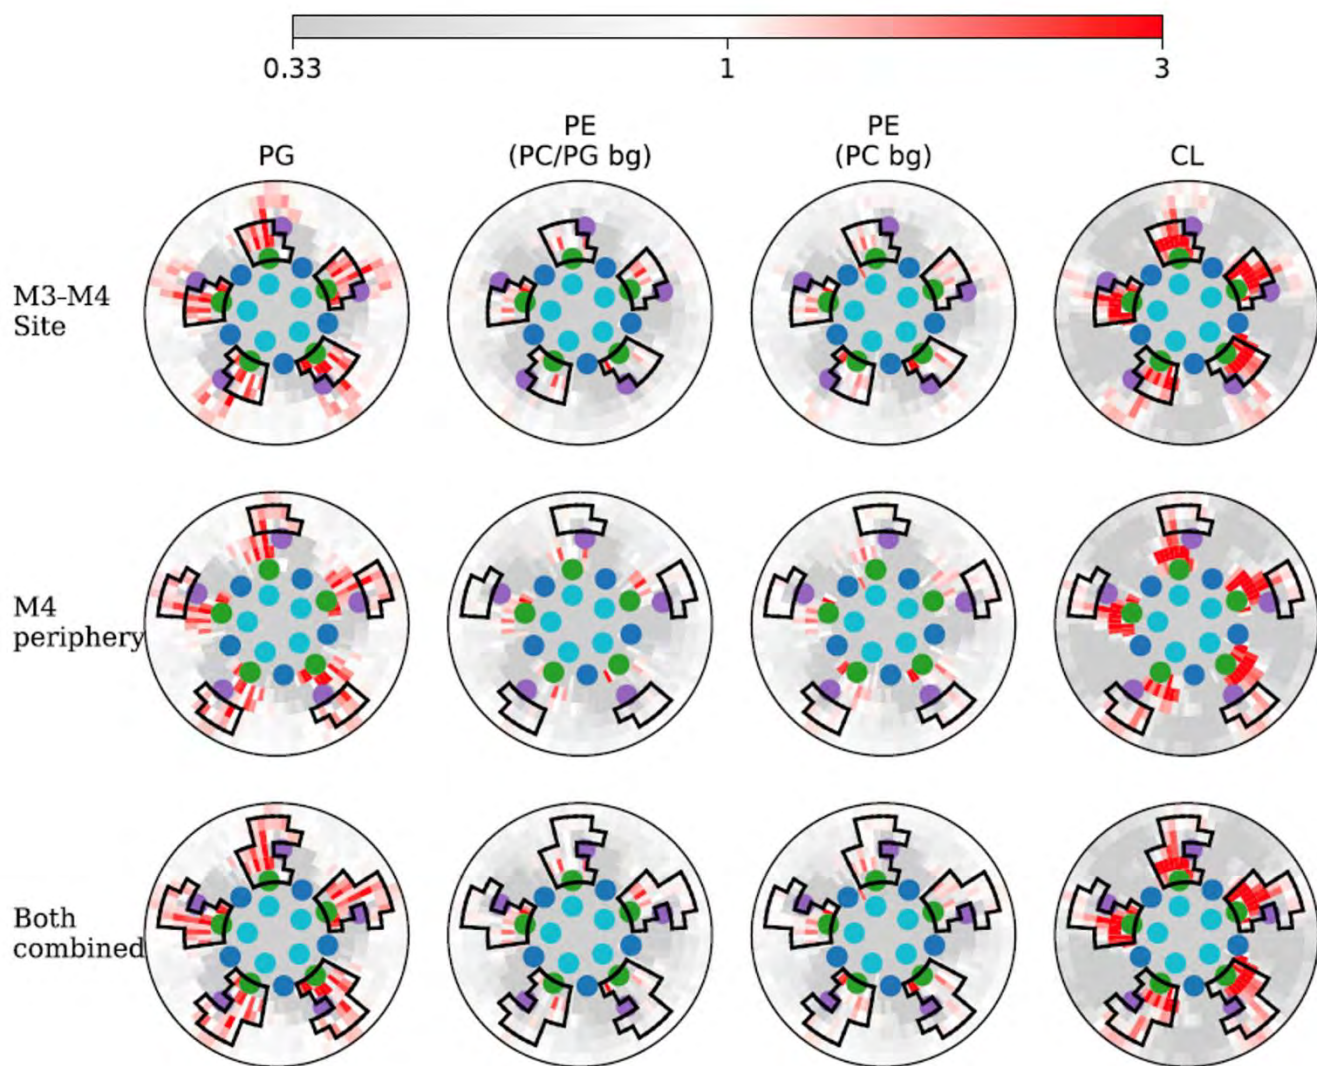 0.33 1 3
PG
PE
(PC/PG bg)
PE
(PC bg)
CL
M3-M4
Site
M4
periphery
Both
combined